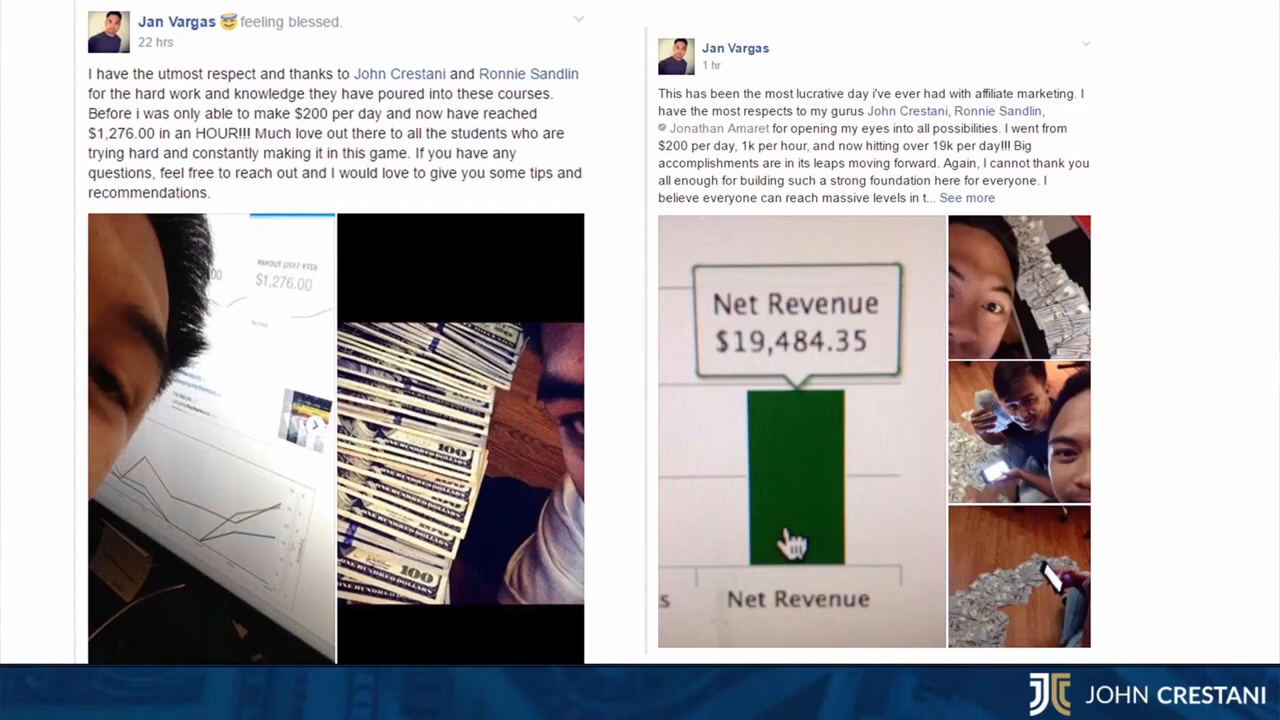 Jan Vargas 😇 feeling blessed.
22 hrs
I have the utmost respect and thanks to John Crestani and Ronnie Sandlin
for the hard work and knowledge they have poured into these courses.
Before i was only able to make $200 per day and now have reached
$1,276.00 in an HOUR!!! Much love out there to all the students who are
trying hard and constantly making it in this game. If you have any
questions, feel free to reach out and I would love to give you some tips and
recommendations.
PAYOUT (2017 YTD)
$1,276.00
100
ONE HUNDRED DOLLARS
100
Jan Vargas
1 hr
This has been the most lucrative day i've ever had with affiliate marketing. I
have the most respects to my gurus John Crestani, Ronnie Sandlin,
Jonathan Amaret for opening my eyes into all possibilities. I went from
$200 per day, 1k per hour, and now hitting over 19k per day!!! Big
accomplishments are in its leaps moving forward. Again, I cannot thank you
all enough for building such a strong foundation here for everyone. I
believe everyone can reach massive levels in t... See more
Net Revenue
$19,484.35
s Net Revenue
JOHN CRESTANI